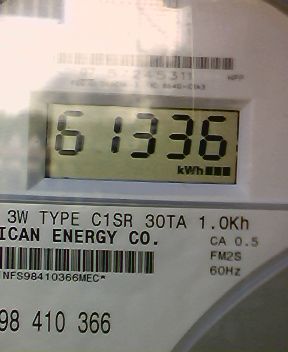 61336
kWh
3W TYPE C1SR 30TA 1.0Kh
ICAN ENERGY CO.
CA 0.5
FM2S
60Hz
NFS98410366MEC*
98 410 366